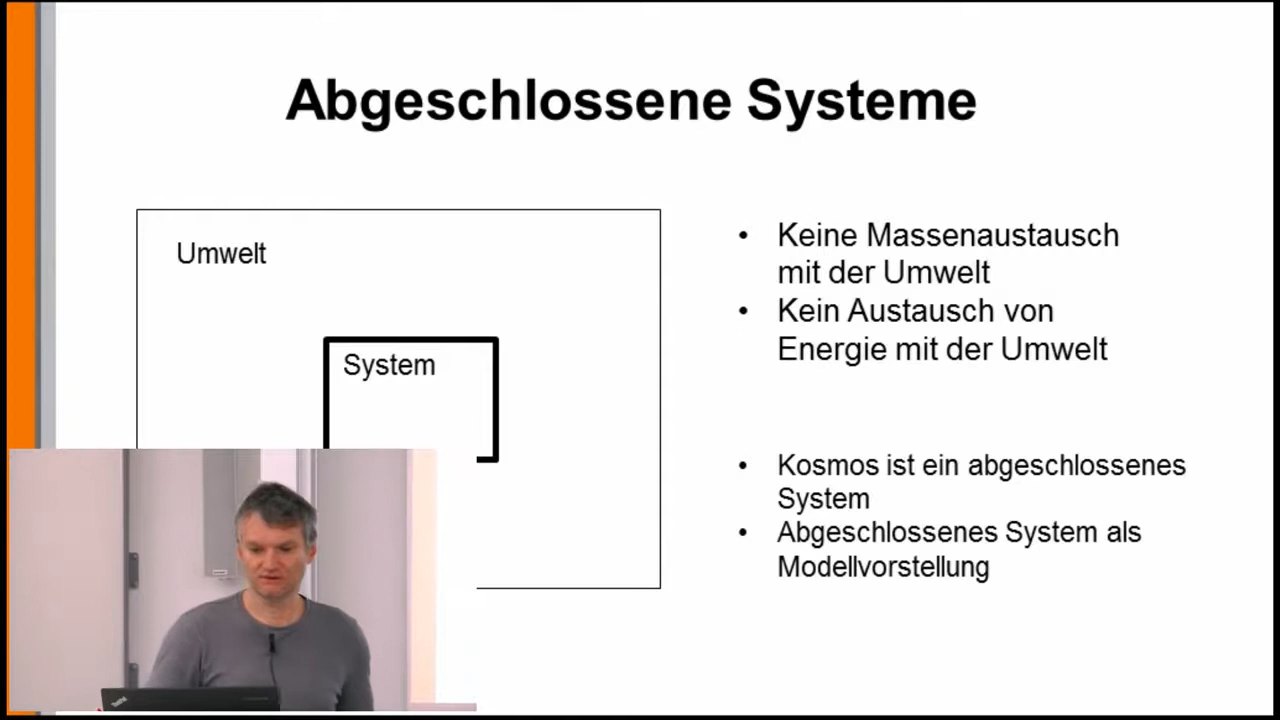 Abgeschlossene Systeme
Umwelt
System
• Keine Massenaustausch
mit der Umwelt
• Kein Austausch von
Energie mit der Umwelt
• Kosmos ist ein abgeschlossenes
System
• Abgeschlossenes System als
Modellvorstellung